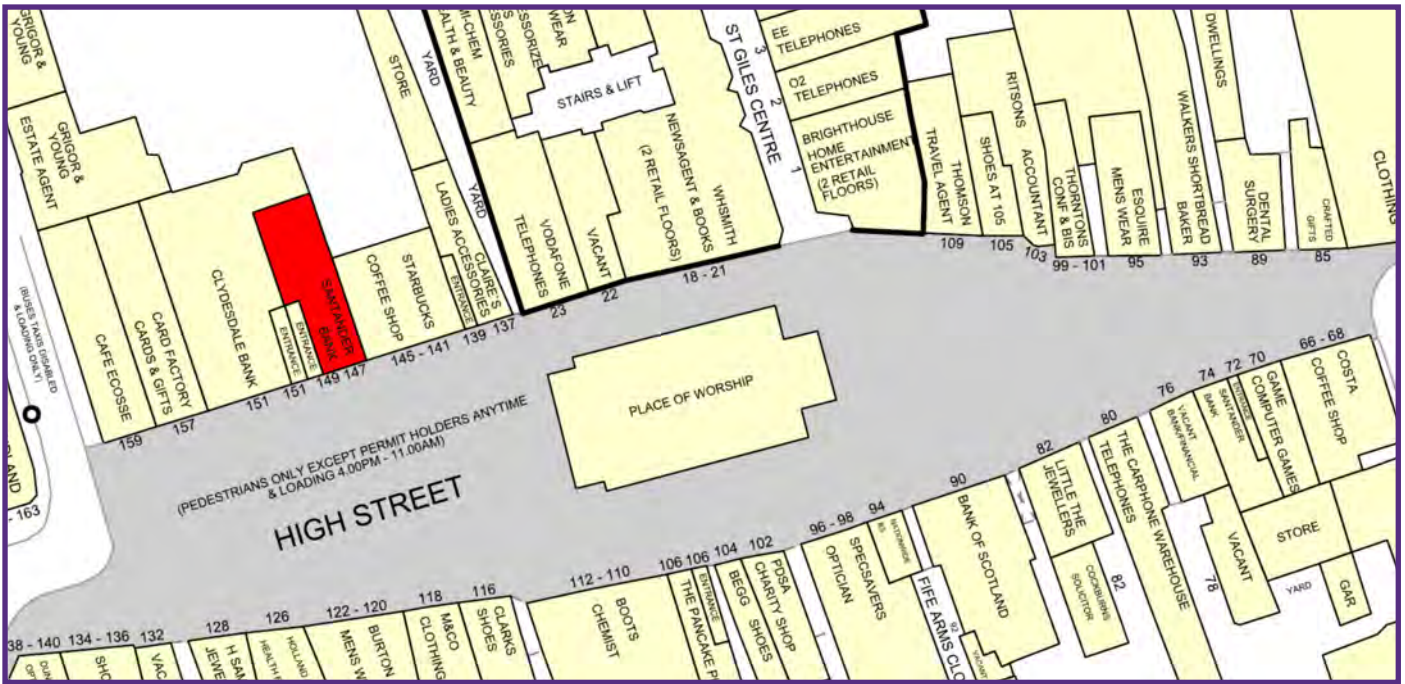 GRIGOR &
YOUNG
GRIGOR &
YOUNG
ESTATE AGENT
STORE
YARD
HEALTH & BEAUTY
WEAR
STAIRS & LIFT
ST GILES CENTRE
3
2
1
EE
TELEPHONES
O2
TELEPHONES
BRIGHTHOUSE
HOME
ENTERTAINMENT
(2 RETAIL
FLOORS)
TRAVEL AGENT
THOMSON
109
SHOES AT 105
105
RITSONS
ACCOUNTANT
103
THORNTONS
CONF & BIS
99 - 101
ESQUIRE
MENS WEAR
95
WALKERS SHORTBREAD
BAKER
93
DWELLINGS
DENTAL
SURGERY
89
CRAFTED
GIFTS
85
CLOTHING
(BUSES TAXIS DISABLED
& LOADING ONLY)
CAFE ECOSSE
159
CARD FACTORY
CARDS & GIFTS
157
CLYDESDALE BANK
151
ENTRANCE
ENTRANCE
151
SANTANDER
BANK
149 147
STARBUCKS
COFFEE SHOP
145 - 141
YARD
CLAIRE'S
LADIES ACCESSORIES
ENTRANCE
139 137
VODAFONE
TELEPHONES
23
VACANT
22
WHSMITH
NEWSAGENT & BOOKS
(2 RETAIL FLOORS)
18 - 21
PLACE OF WORSHIP
(PEDESTRIANS ONLY EXCEPT PERMIT HOLDERS ANYTIME
& LOADING 4.00PM - 11.00AM)
HIGH STREET
- 163
38 - 140
134 - 136
132
128
126
HOLLAND
122 - 120
BURTON
118
M&CO
CLOTHING
116
CLARKS
SHOES
112 - 110
BOOTS
CHEMIST
106
106
ENTRANCE
THE PANCAKE
104
BEGG
SHOES
102
PDSA
CHARITY SHOP
96 - 98
SPECSAVERS
OPTICIAN
94
NATIONWIDE
BS
FIFE ARMS CLO
90
BANK OF SCOTLAND
92
VACANT
82
LITTLE THE
JEWELLERS
COCKBURNS
SOLICITOR
82
80
THE CARPHONE WAREHOUSE
TELEPHONES
76
VACANT
BANK/FINANCIAL
74
SANTANDER
BANK
72
ENTRANCE
70
GAME
COMPUTER GAMES
66 - 68
COSTA
COFFEE SHOP
78
VACANT
STORE
YARD
GAR